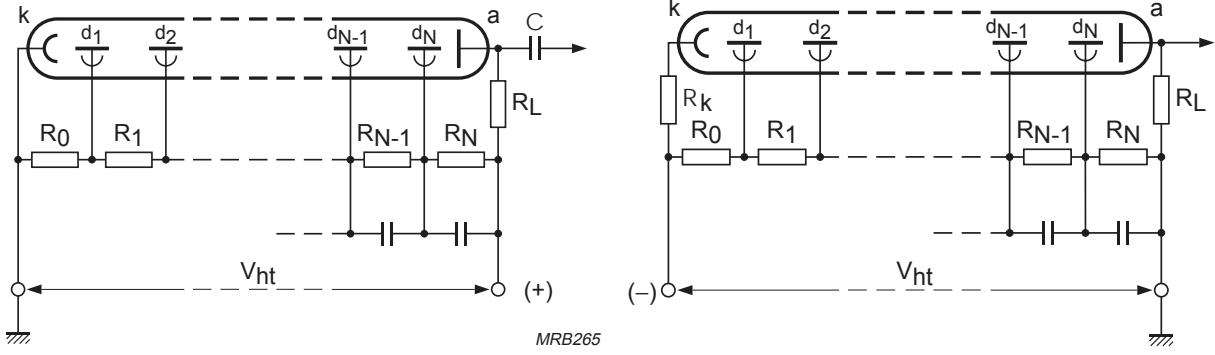 k a C
d1 d2 dN-1 dN
RL
R0 R1 RN-1 RN
Vht
(+)
MRB265
k a
d1 d2 dN-1 dN
Rk RL
R0 R1 RN-1 RN
Vht
(–)